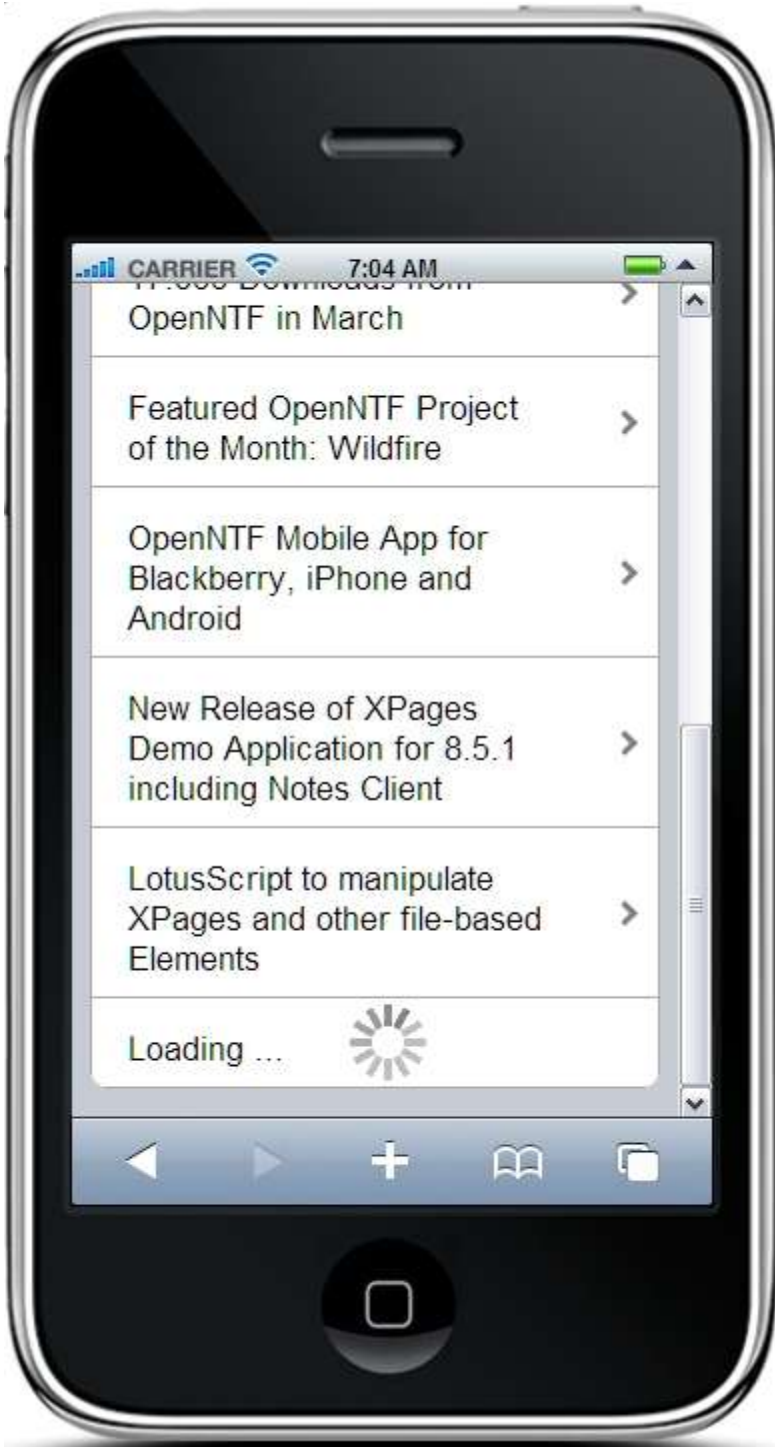 CARRIER 7:04 AM
Downloads from
OpenNTF in March
Featured OpenNTF Project
of the Month: Wildfire
OpenNTF Mobile App for
Blackberry, iPhone and
Android
New Release of XPages
Demo Application for 8.5.1
including Notes Client
LotusScript to manipulate
XPages and other file-based
Elements
Loading ...